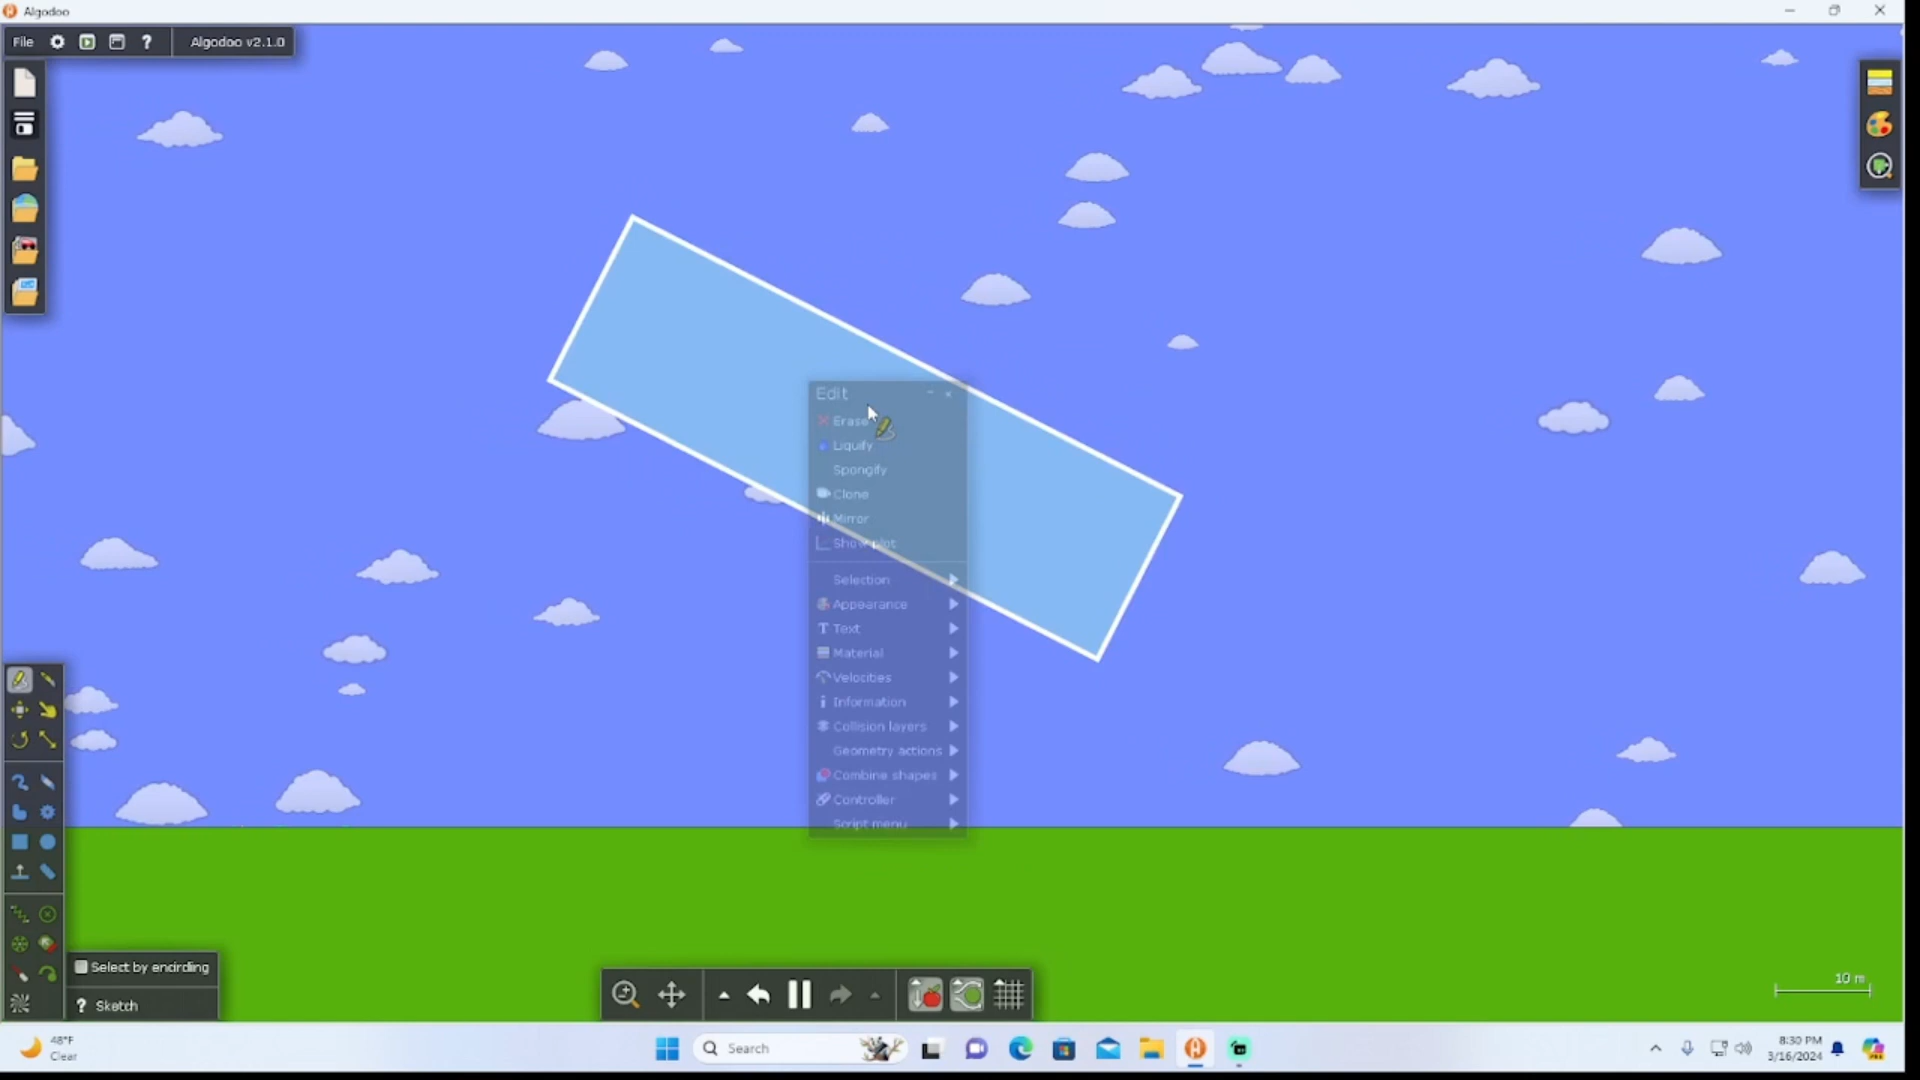 Algodoo
File
?
Algodoo v2.1.0
Edit
Erase
Liquify
Spongify
Clone
Mirror
Show plot
Selection
Appearance
Text
Material
Velocities
Information
Collision layers
Geometry actions
Combine shapes
Controller
Script menu
Select by encircling
? Sketch
10 m
48°F
Clear
Search
8:30 PM
3/16/2024